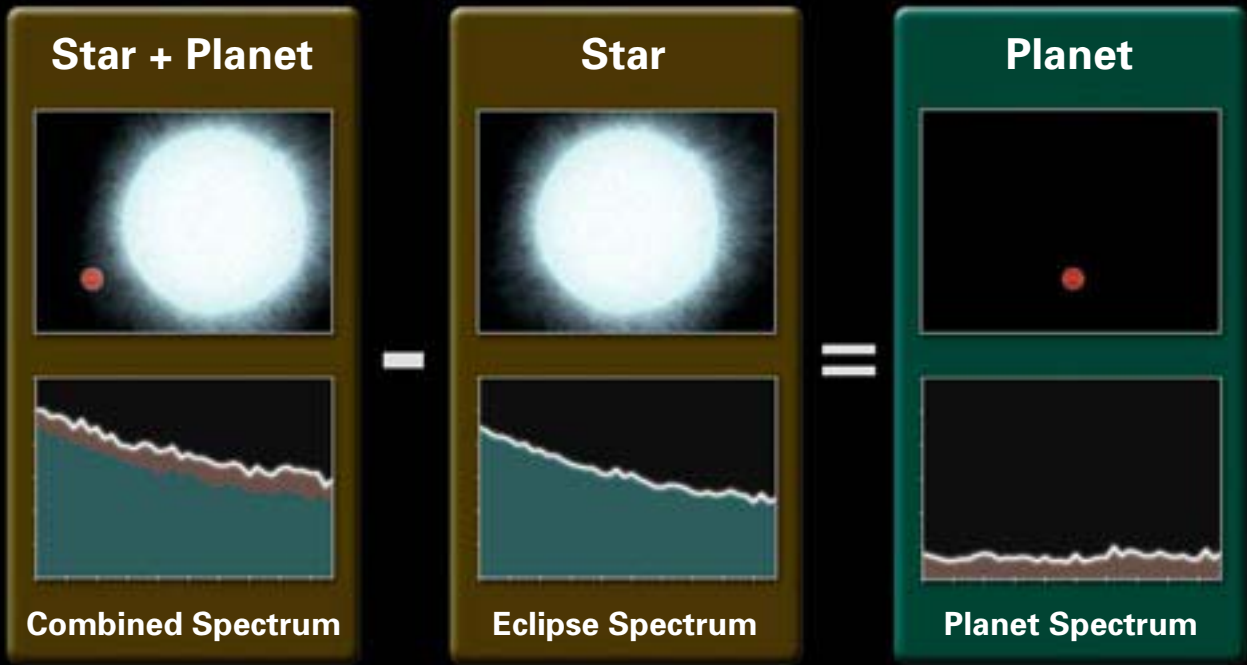 Star + Planet
Star
Planet
-
=
Combined Spectrum
Eclipse Spectrum
Planet Spectrum